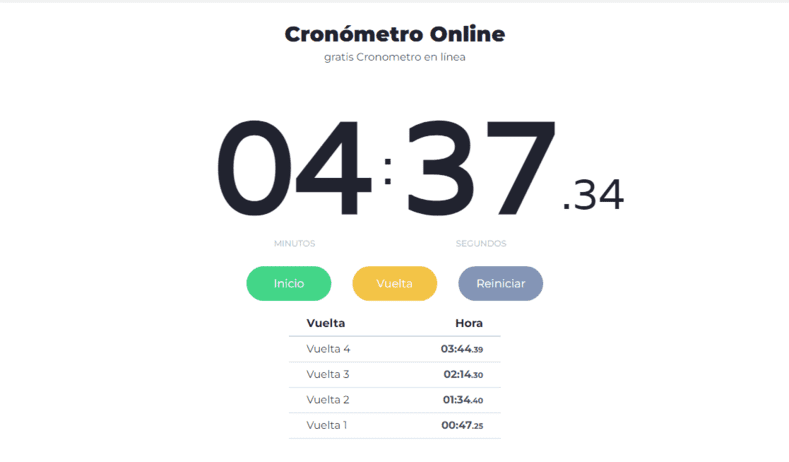 Cronómetro Online
gratis Cronometro en línea
04:37.34
MINUTOS SEGUNDOS
Inicio Vuelta Reiniciar
Vuelta Hora
Vuelta 4 03:44.39
Vuelta 3 02:14.30
Vuelta 2 01:34.40
Vuelta 1 00:47.25